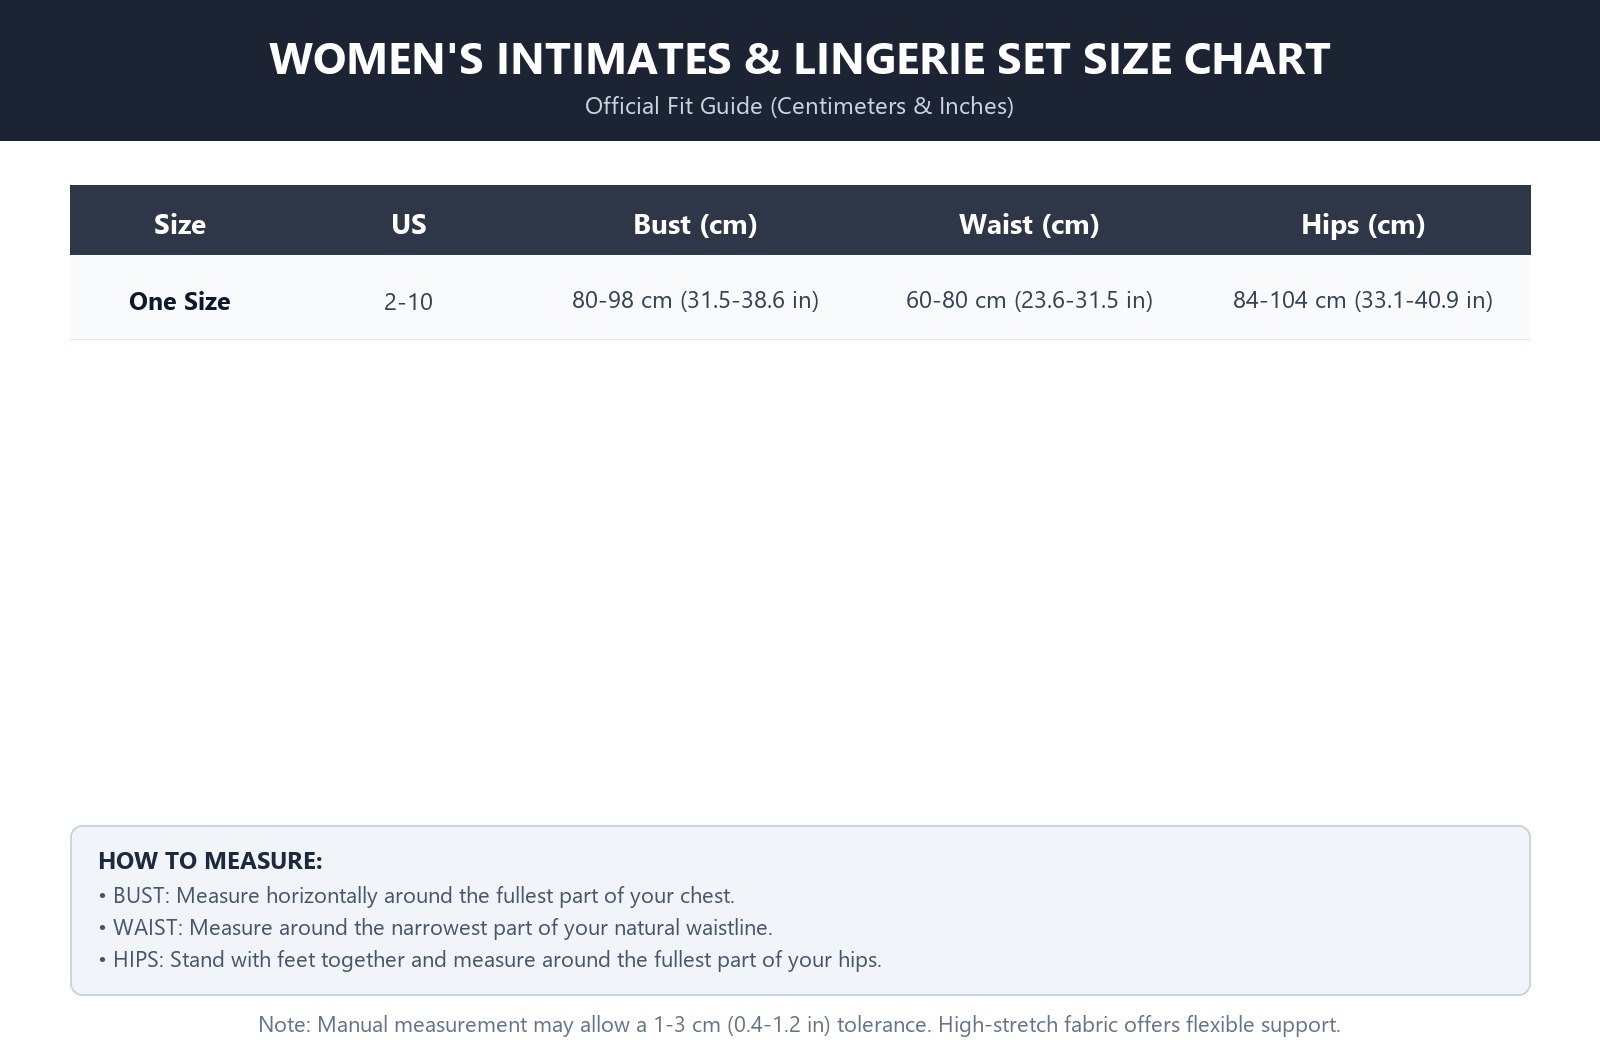 WOMEN'S INTIMATES & LINGERIE SET SIZE CHART
Official Fit Guide (Centimeters & Inches)
Size US Bust (cm) Waist (cm) Hips (cm)
One Size 2-10 80-98 cm (31.5-38.6 in) 60-80 cm (23.6-31.5 in) 84-104 cm (33.1-40.9 in)
HOW TO MEASURE:
• BUST: Measure horizontally around the fullest part of your chest.
• WAIST: Measure around the narrowest part of your natural waistline.
• HIPS: Stand with feet together and measure around the fullest part of your hips.
Note: Manual measurement may allow a 1-3 cm (0.4-1.2 in) tolerance. High-stretch fabric offers flexible support.